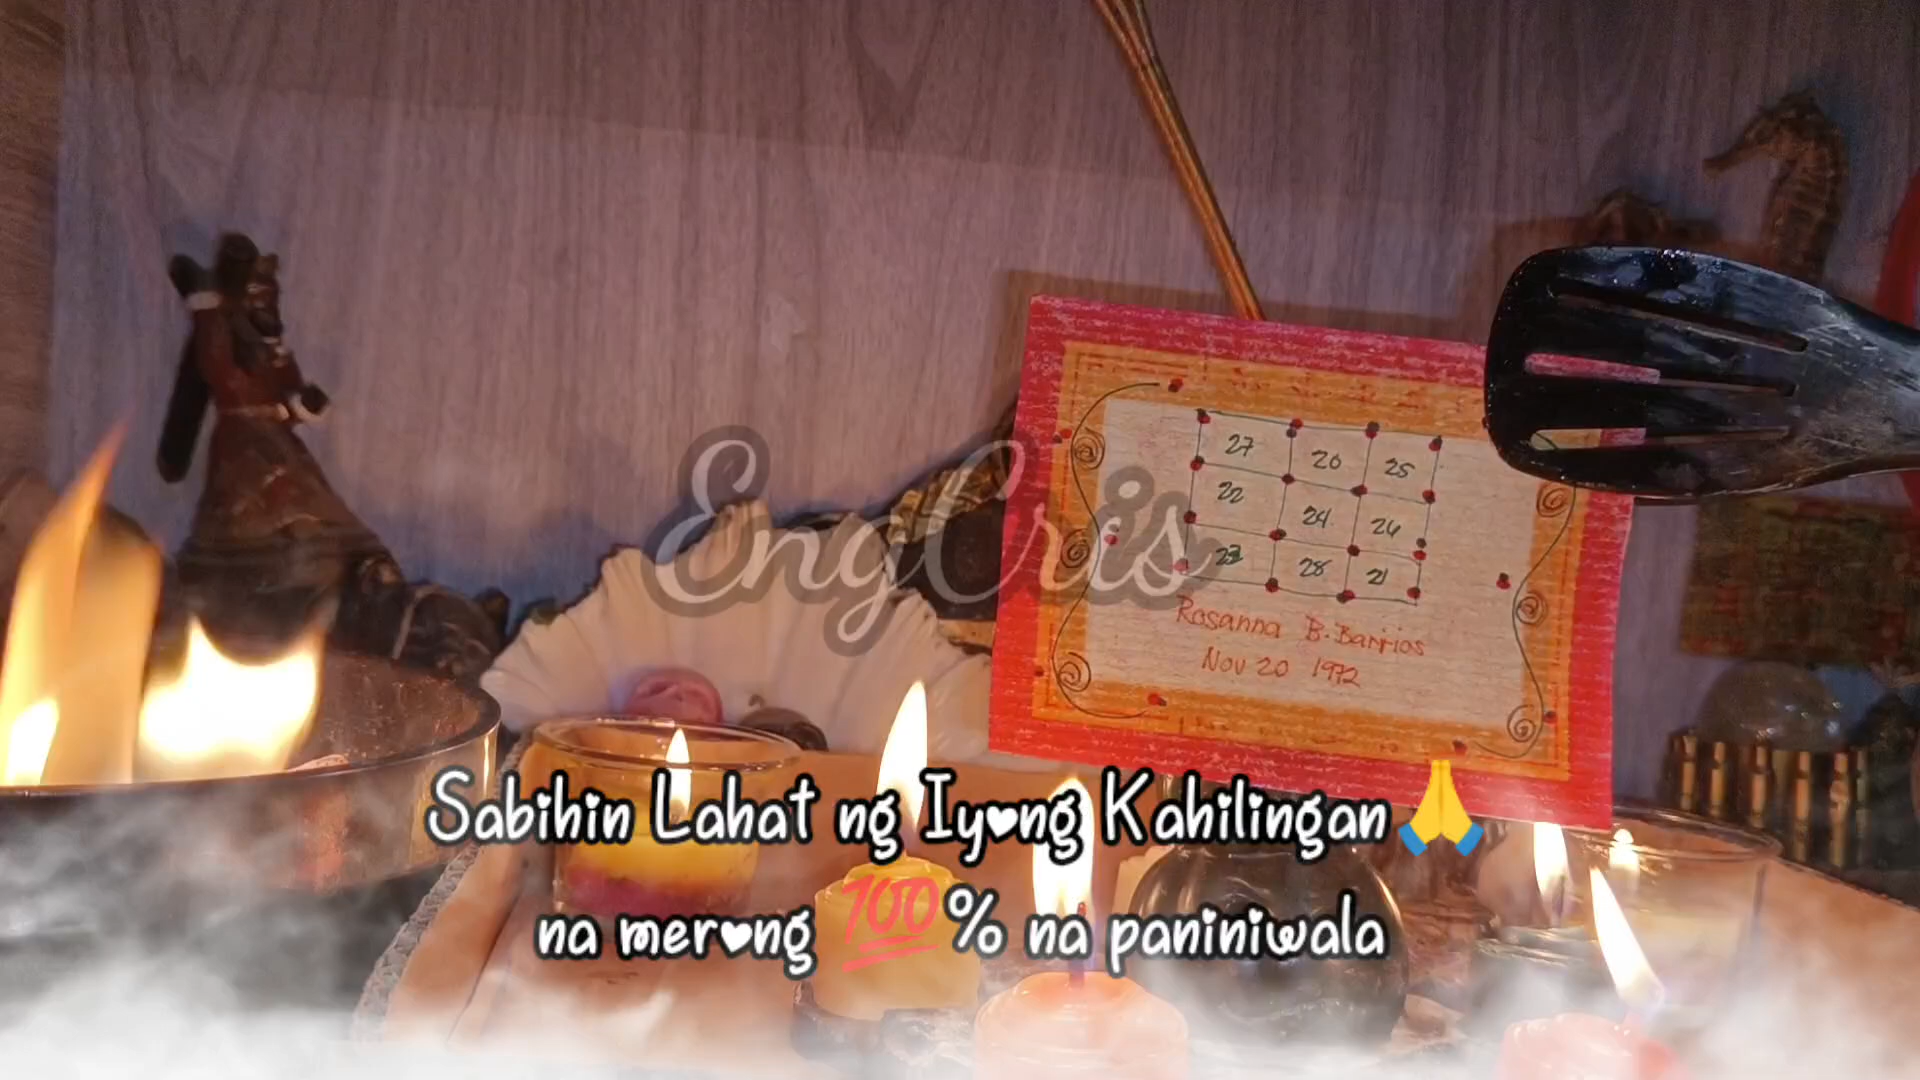 27 20 25
22 24 26
23 28 21
EngCris
Rosanna B. Barrios
Nov 20 1972
Sabihin Lahat ng Iyong Kahilingan🙏
na merong 💯% na paniniwala